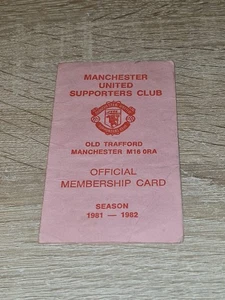 MANCHESTER
UNITED
SUPPORTERS CLUB
OLD TRAFFORD
MANCHESTER M16 0RA
OFFICIAL
MEMBERSHIP CARD
SEASON
1981 — 1982